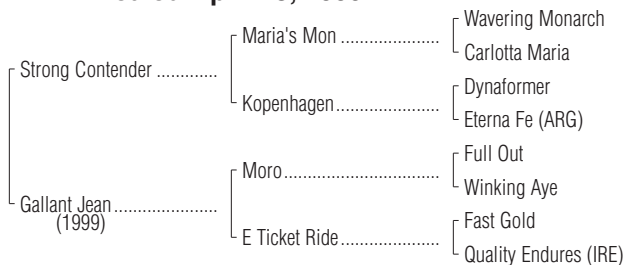 Wavering Monarch
Maria's Mon ........................
Carlotta Maria
Strong Contender ..............
Dynaformer
Kopenhagen.........................
Eterna Fe (ARG)
Full Out
Moro......................................
Winking Aye
Gallant Jean.........................
(1999)
Fast Gold
E Ticket Ride........................
Quality Endures (IRE)